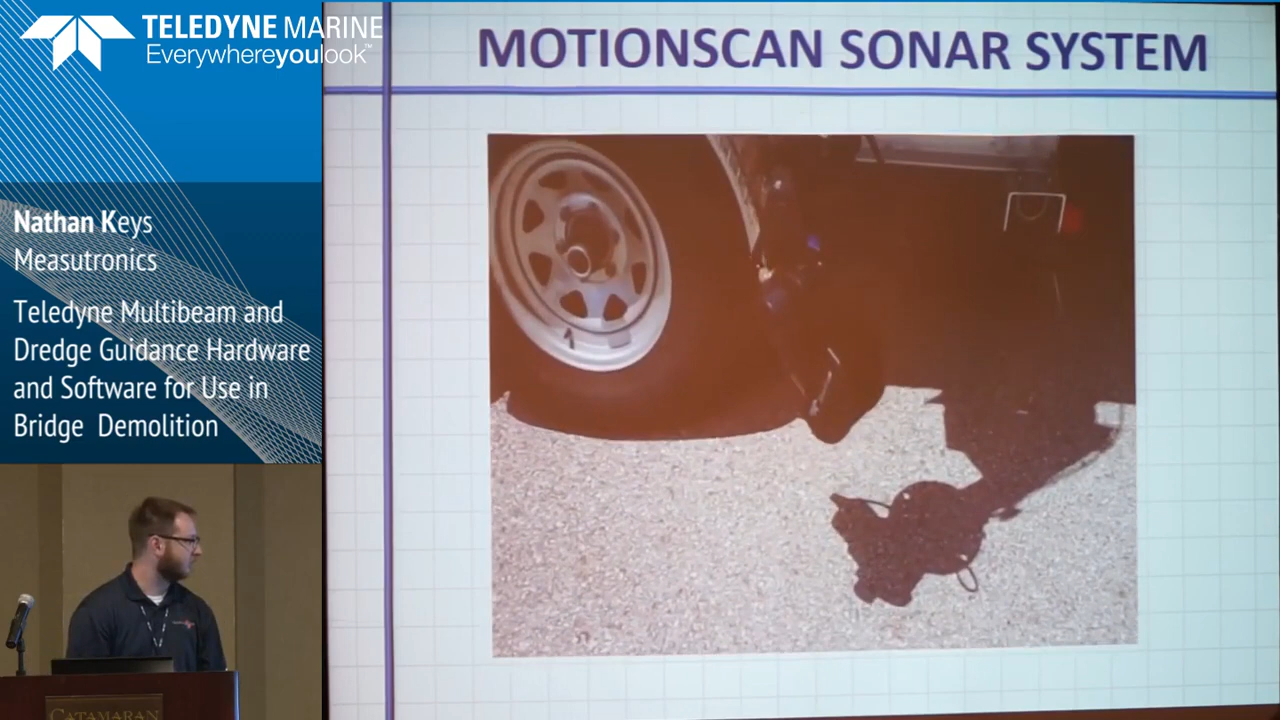 TELEDYNE MARINE
Everywhereyoulook™
MOTIONSCAN SONAR SYSTEM
Nathan Keys
Measutronics
Teledyne Multibeam and
Dredge Guidance Hardware
and Software for Use in
Bridge Demolition
CATAMARAN